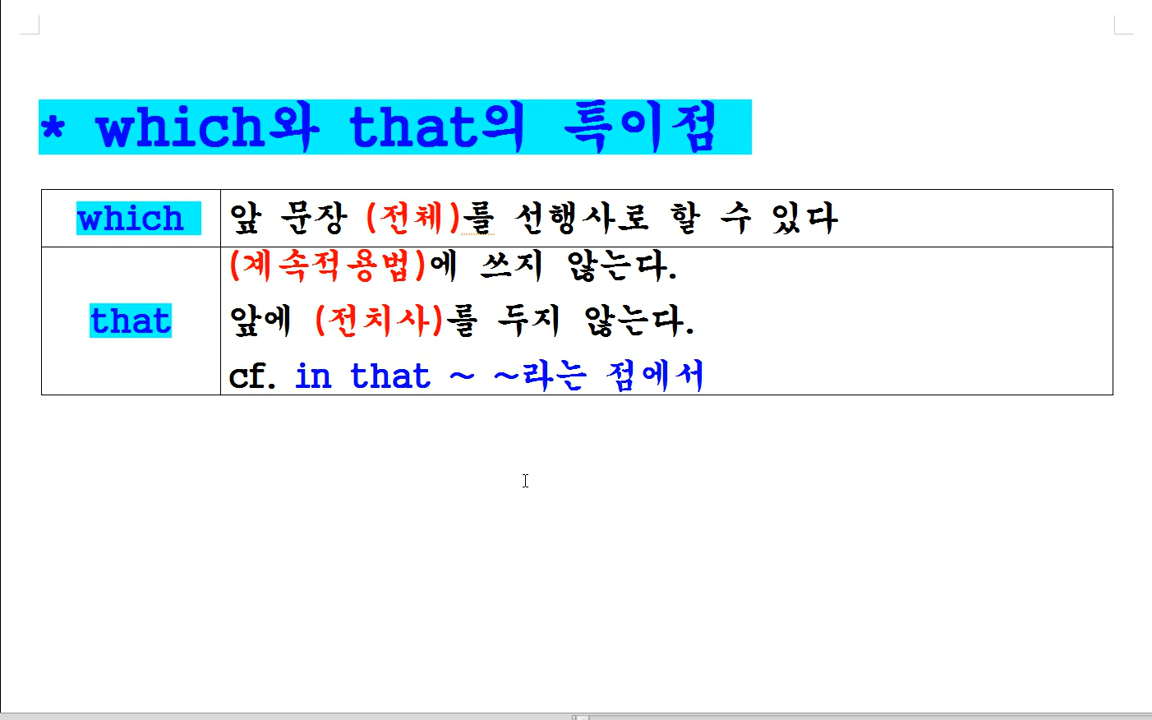 * which와 that의 특이점
which 앞 문장 (전체)를 선행사로 할 수 있다
(계속적용법)에 쓰지 않는다.
that 앞에 (전치사)를 두지 않는다.
cf. in that ~ ~라는 점에서